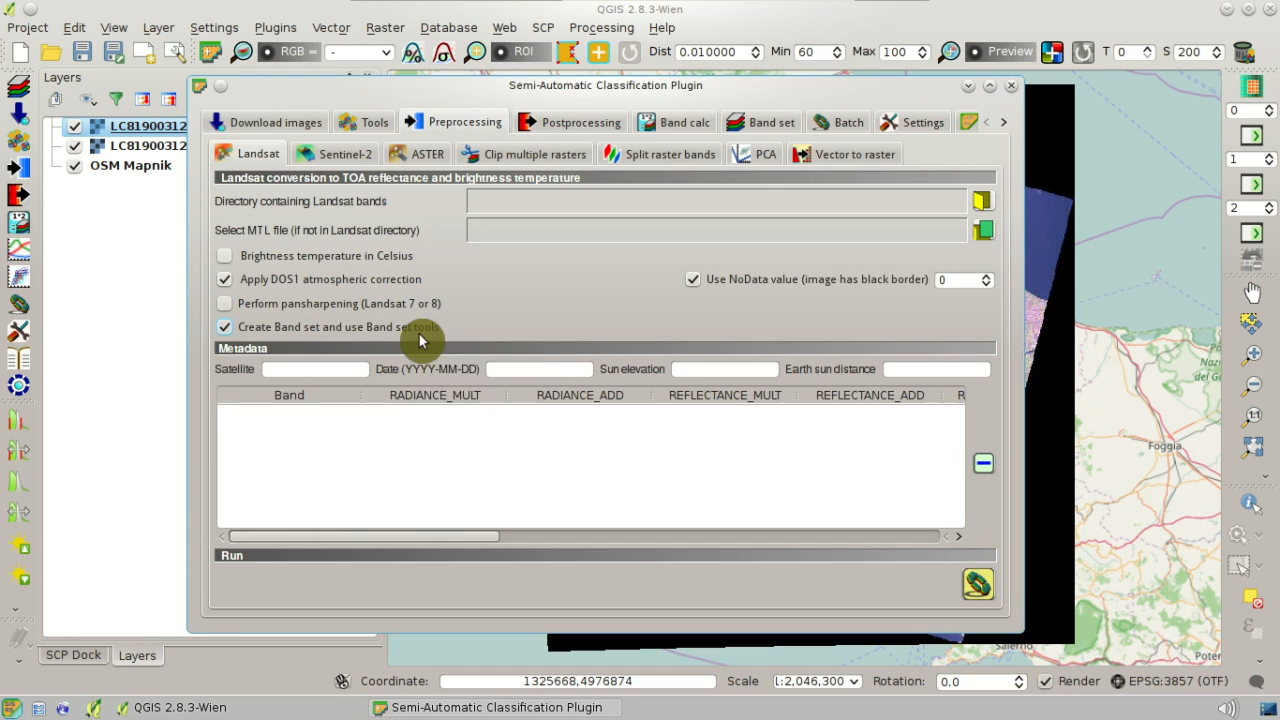 QGIS 2.8.3-Wien
Project Edit View Layer Settings Plugins Vector Raster Database Web SCP Processing Help
RGB = - ROI Dist 0.010000 Min 60 Max 100 Preview T 0 S 200
Layers
Semi-Automatic Classification Plugin
0
Download images Tools Preprocessing Postprocessing Band calc Band set Batch Settings
LC81900312
LC81900312
OSM Mapnik
Landsat Sentinel-2 ASTER Clip multiple rasters Split raster bands PCA Vector to raster
1
Landsat conversion to TOA reflectance and brightness temperature
Directory containing Landsat bands
2
Select MTL file (if not in Landsat directory)
Brightness temperature in Celsius
Apply DOS1 atmospheric correction Use NoData value (image has black border) 0
Perform pansharpening (Landsat 7 or 8)
Create Band set and use Band set tools
Metadata
Satellite Date (YYYY-MM-DD) Sun elevation Earth sun distance
Band RADIANCE_MULT RADIANCE_ADD REFLECTANCE_MULT REFLECTANCE_ADD R
Foggia
Run
Salerno
SCP Dock Layers
Poter
Coordinate: 1325668,4976874 Scale 1:2,046,300 Rotation: 0.0 Render EPSG:3857 (OTF)
QGIS 2.8.3-Wien Semi-Automatic Classification Plugin